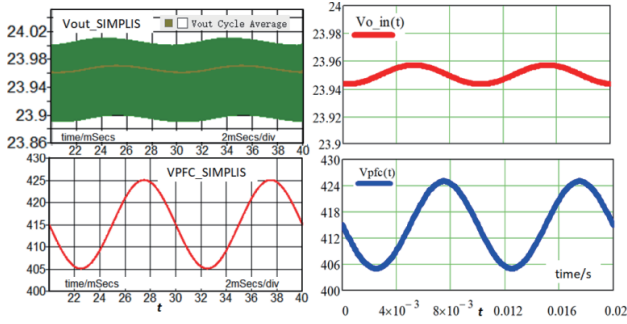 Vout_SIMPLIS
Vout Cycle Average
24.02
23.98
23.94
23.9
23.86
22 24 26 28 30 32 34 36 38 40
time/mSecs
2mSecs/div
430
425
420
415
410
405
400
VPFC_SIMPLIS
time/mSecs
2mSecs/div
22 24 26 28 30 32 34 36 38 40
t
24
23.98
23.96
23.94
23.92
23.9
Vo_in(t)
430
424
418
412
406
400
Vpfc(t)
time/s
0 4×10⁻³ 8×10⁻³ t 0.012 0.016 0.02